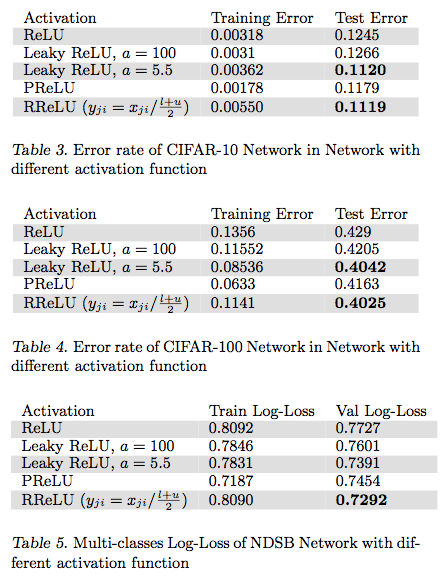 Activation Training Error Test Error
ReLU 0.00318 0.1245
Leaky ReLU, a = 100 0.0031 0.1266
Leaky ReLU, a = 5.5 0.00362 0.1120
PReLU 0.00178 0.1179
RReLU (y_{ji} = x_{ji}/\frac{l+u}{2}) 0.00550 0.1119
Table 3. Error rate of CIFAR-10 Network in Network with
different activation function
Activation Training Error Test Error
ReLU 0.1356 0.429
Leaky ReLU, a = 100 0.11552 0.4205
Leaky ReLU, a = 5.5 0.08536 0.4042
PReLU 0.0633 0.4163
RReLU (y_{ji} = x_{ji}/\frac{l+u}{2}) 0.1141 0.4025
Table 4. Error rate of CIFAR-100 Network in Network with
different activation function
Activation Train Log-Loss Val Log-Loss
ReLU 0.8092 0.7727
Leaky ReLU, a = 100 0.7846 0.7601
Leaky ReLU, a = 5.5 0.7831 0.7391
PReLU 0.7187 0.7454
RReLU (y_{ji} = x_{ji}/\frac{l+u}{2}) 0.8090 0.7292
Table 5. Multi-classes Log-Loss of NDSB Network with dif-
ferent activation function